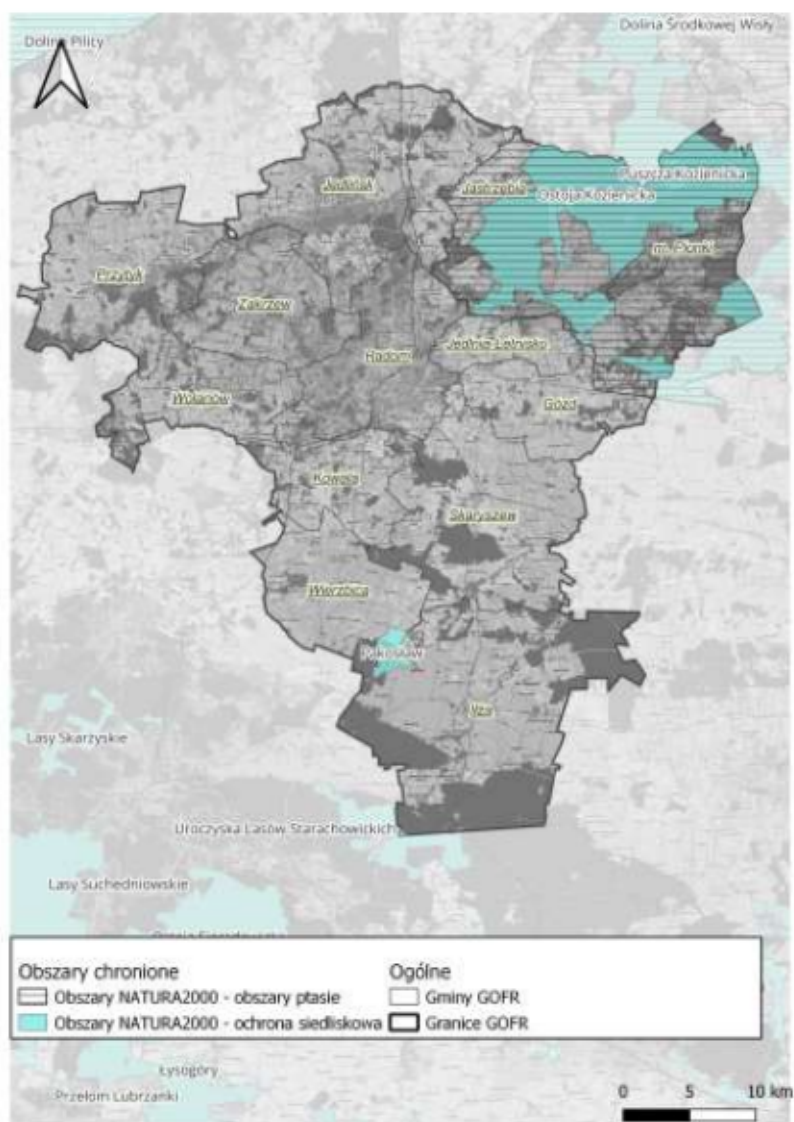 Dolina Środkowej Wisły
Dolina Pilicy
Puszcza Kozienicka
Jedlińsk
Jastrzębia
Ostoja Kozienicka
m. Pionki
Przytyk
Zakrzew
Radom
Jedlnia-Letnisko
Wolanów
Gózd
Kowala
Skaryszew
Wierzbica
Pakosław
Iłża
Lasy Skarżyskie
Uroczyska Lasów Starachowickich
Lasy Suchedniowskie
Obszary chronione
Obszary NATURA2000 - obszary ptasie
Obszary NATURA2000 - ochrona siedliskowa
Ogólne
Gminy GOFR
Granice GOFR
Łysogóry
Przełom Lubrzanki
0 5 10 km